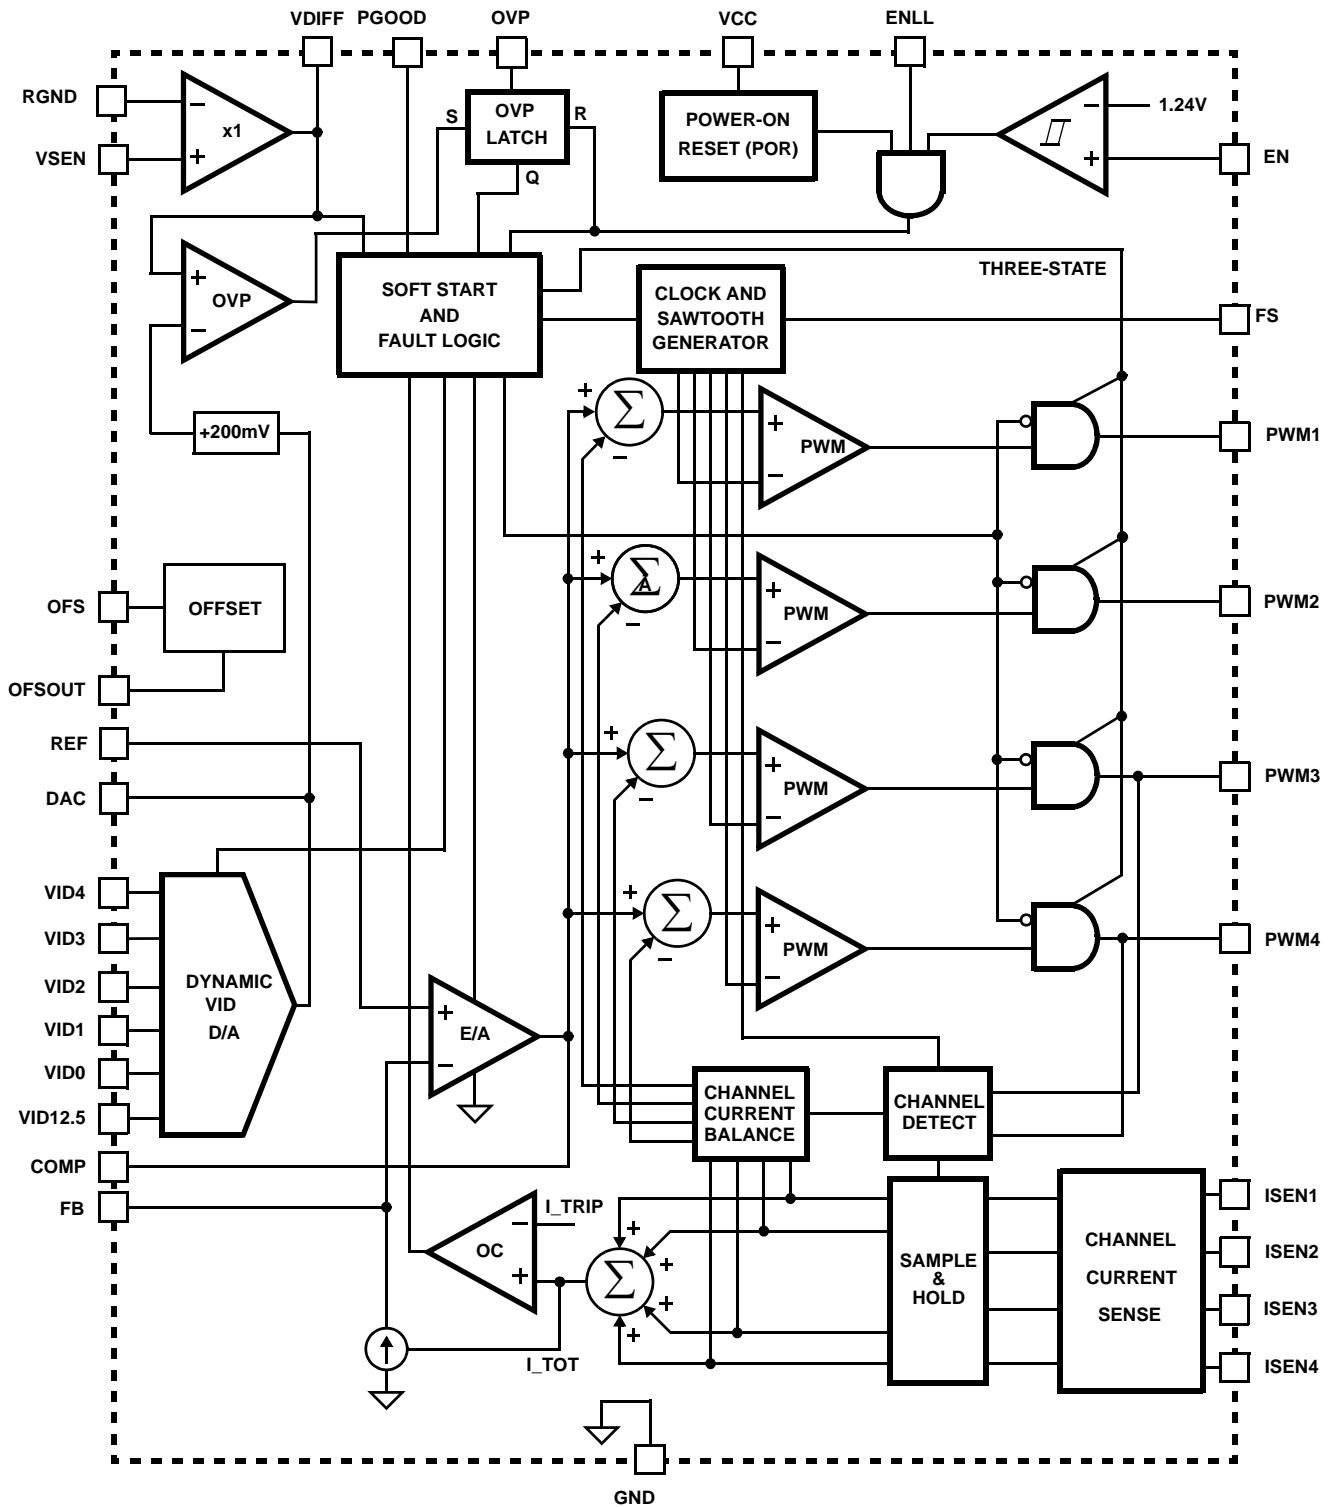 VDIFF PGOOD OVP VCC ENLL
RGND
VSEN
x1
−
+
S
OVP
LATCH
R
Q
POWER-ON
RESET (POR)
−
+
1.24V
EN
+
−
OVP
SOFT START
AND
FAULT LOGIC
THREE-STATE
CLOCK AND
SAWTOOTH
GENERATOR
FS
+200mV
+
−
Σ
+
−
PWM
PWM1
OFS
OFFSET
OFSOUT
+
−
Σ
A
+
−
PWM
PWM2
REF
DAC
+
−
Σ
+
−
PWM
PWM3
VID4
VID3
VID2
VID1
VID0
VID12.5
DYNAMIC
VID
D/A
+
−
Σ
+
−
PWM
PWM4
+
−
E/A
COMP
FB
CHANNEL
CURRENT
BALANCE
CHANNEL
DETECT
I_TRIP
−
+
OC
I_TOT
+
+
+
+
Σ
SAMPLE
&
HOLD
CHANNEL
CURRENT
SENSE
ISEN1
ISEN2
ISEN3
ISEN4
GND